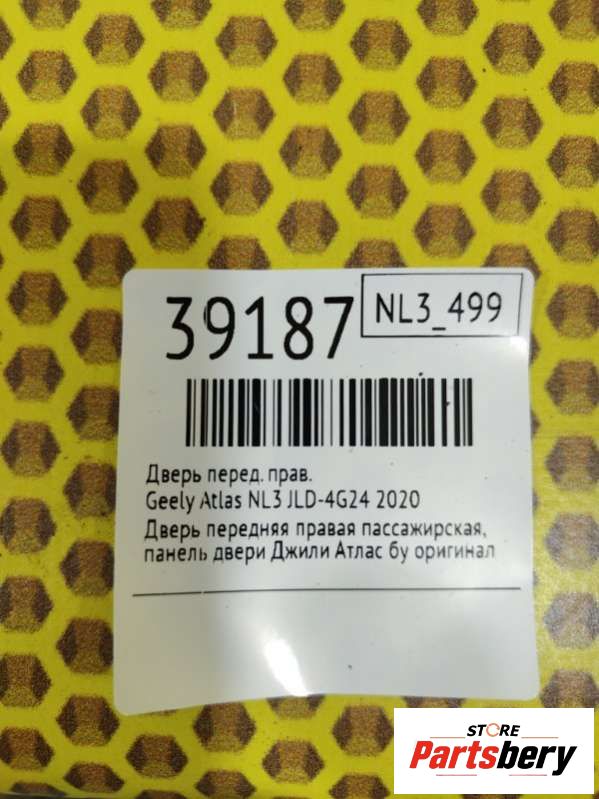 39187
NL3_499
Дверь перед. прав.
Geely Atlas NL3 JLD-4G24 2020
Дверь передняя правая пассажирская,
панель двери Джили Атлас бу оригинал
STORE
Partsbery